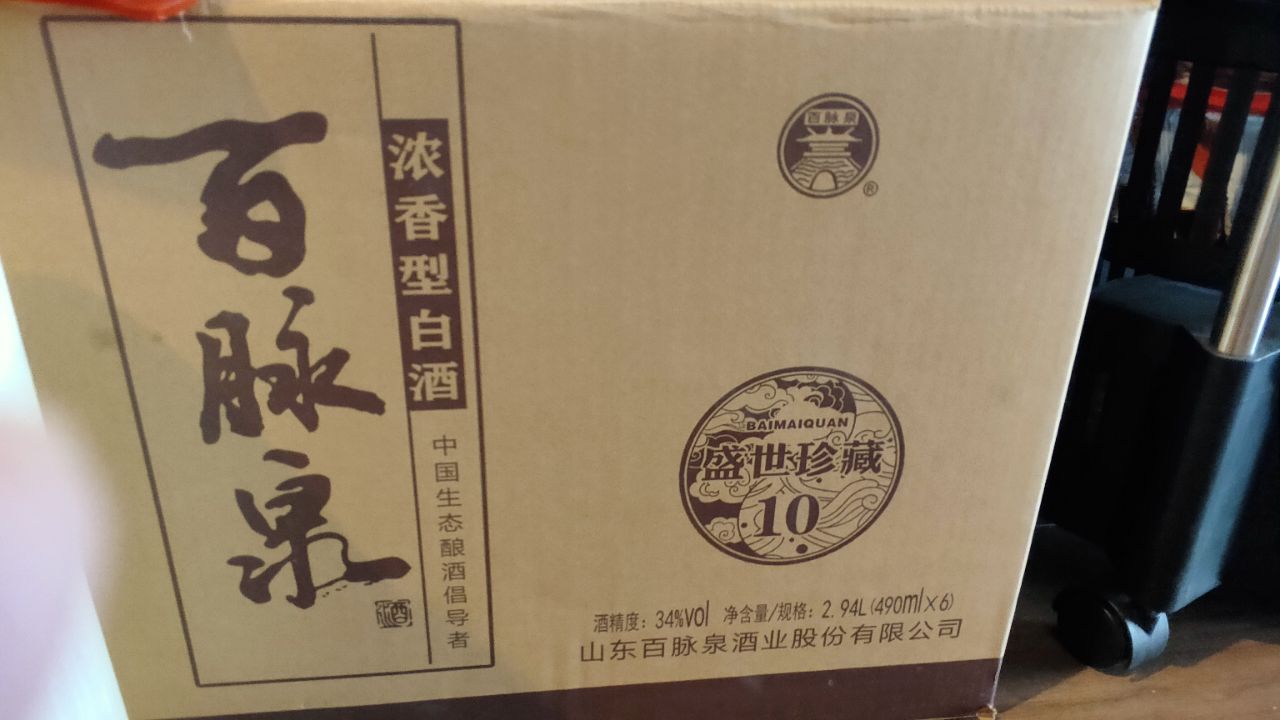 百脉泉
浓香型白酒
中国生态酿酒倡导者
酒
百脉泉
®
BAIMAIQUAN
盛世珍藏
10
酒精度：34%vol 净含量/规格：2.94L(490ml×6)
山东百脉泉酒业股份有限公司